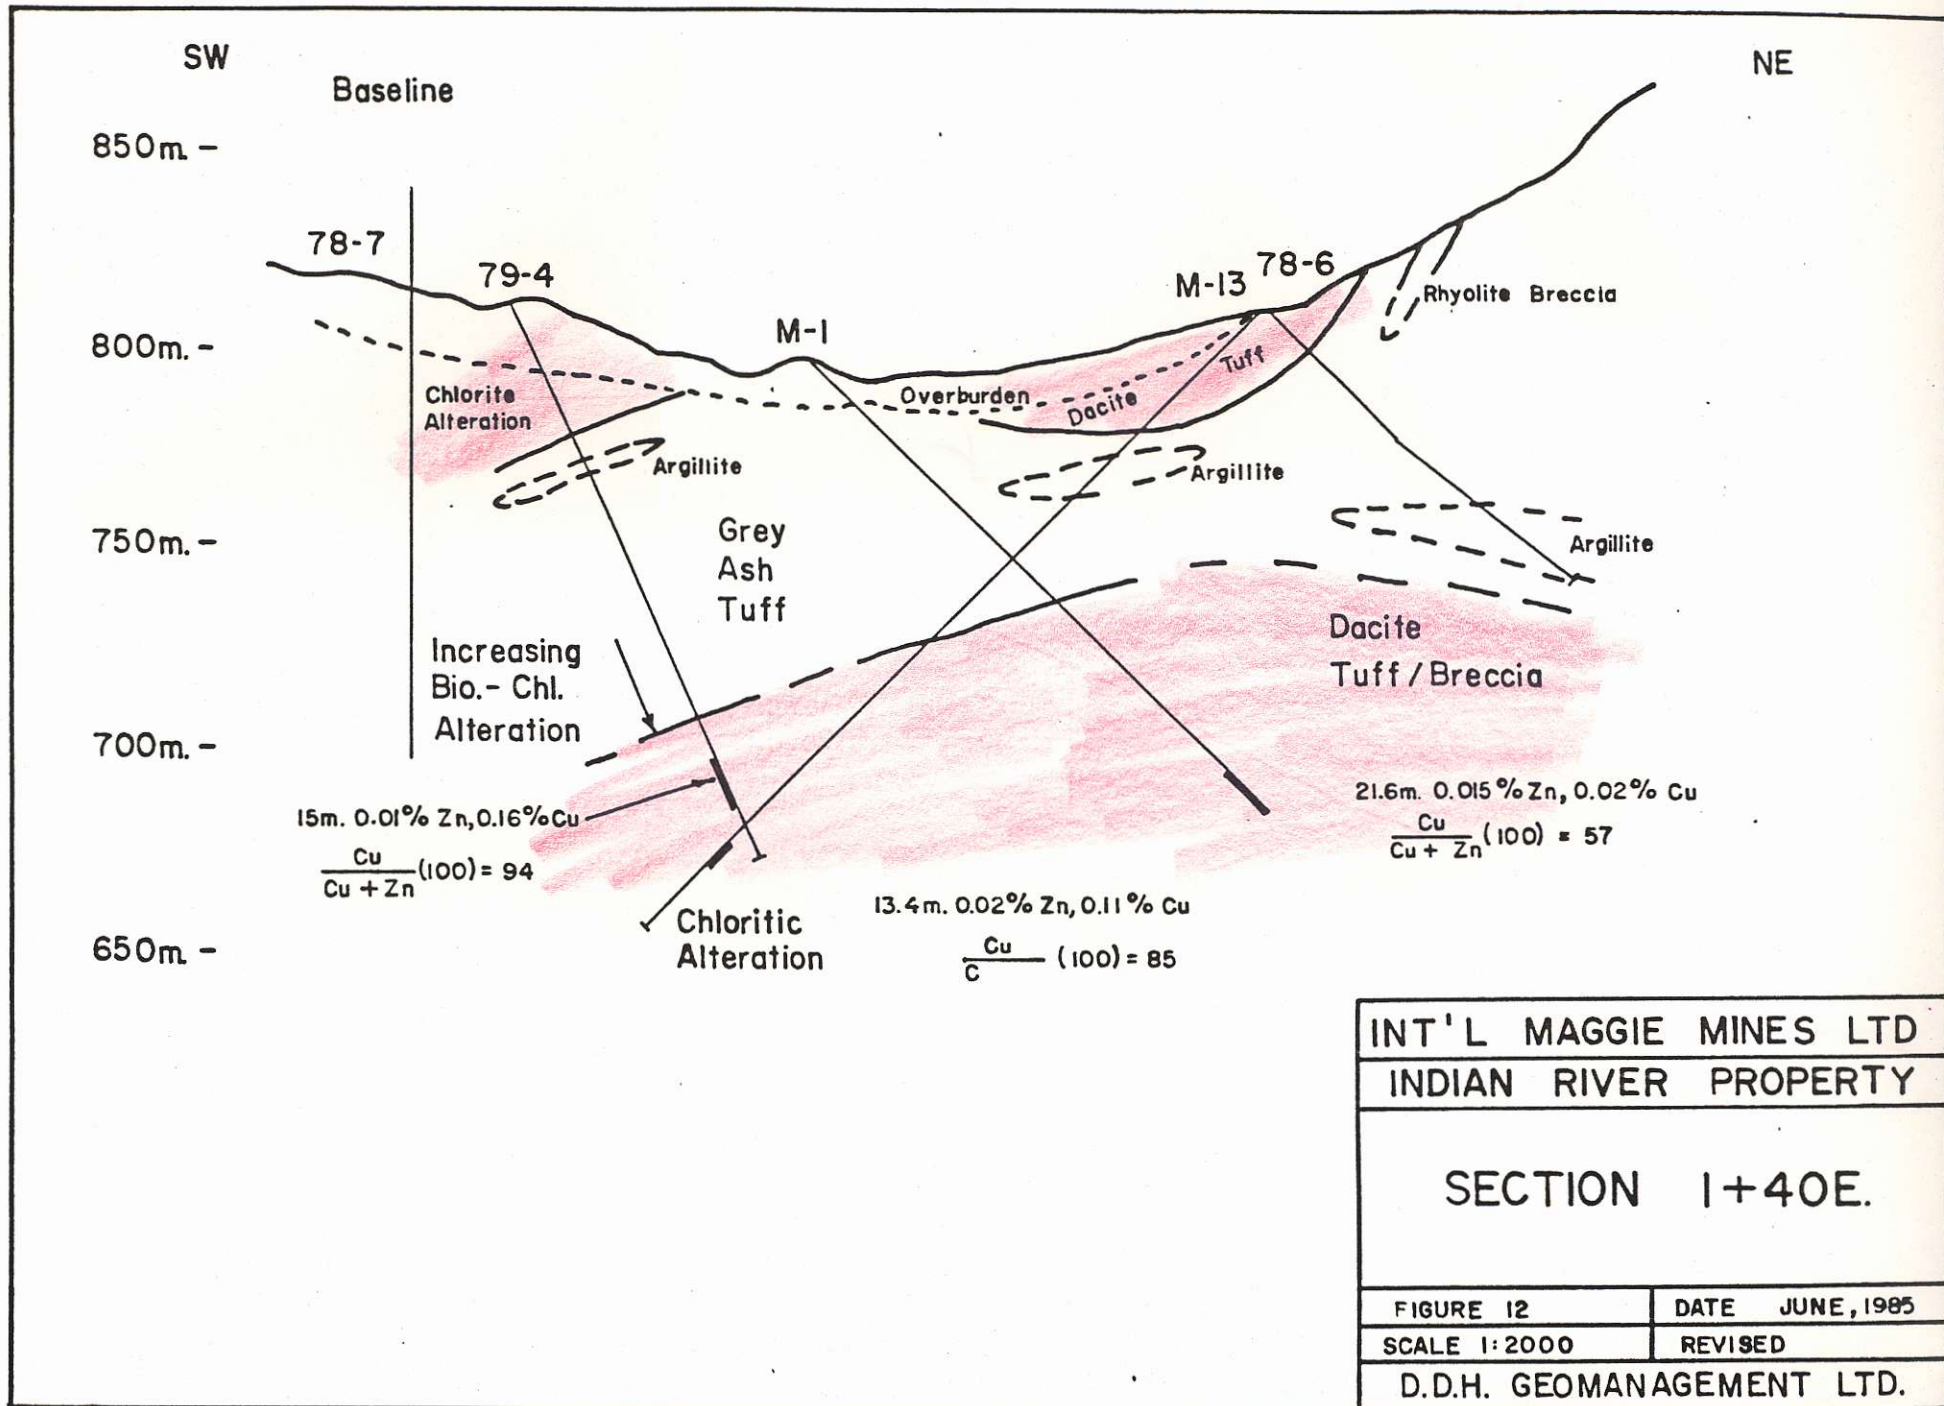 SW
NE
Baseline
850m. -
78-7
79-4
M-13
78-6
Rhyolite Breccia
M-1
800m. -
Tuff
Chlorite
Alteration
Overburden
Dacite
Argillite
Argillite
Grey
Ash
Tuff
750m. -
Argillite
Dacite
Tuff / Breccia
Increasing
Bio. - Chl.
Alteration
700m. -
15m. 0.01% Zn, 0.16% Cu
Cu
Cu + Zn (100) = 94
21.6m. 0.015% Zn, 0.02% Cu
Cu
Cu + Zn (100) = 57
13.4m. 0.02% Zn, 0.11% Cu
Cu
C (100) = 85
Chloritic
Alteration
650m. -
INT'L MAGGIE MINES LTD
INDIAN RIVER PROPERTY
SECTION 1+40E.
FIGURE 12
DATE JUNE, 1985
SCALE 1:2000
REVISED
D.D.H. GEOMANAGEMENT LTD.